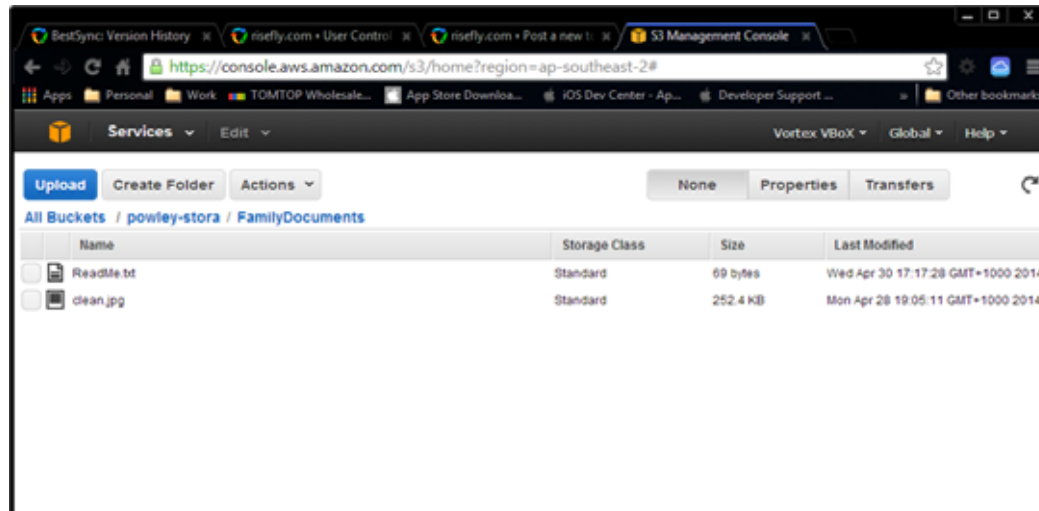 BestSync: Version History risefly.com • User Control risefly.com • Post a new t S3 Management Console
https://console.aws.amazon.com/s3/home?region=ap-southeast-2#
Apps Personal Work TOMTOP Wholesale... App Store Downloa... iOS Dev Center - Ap... Developer Support ... » Other bookmarks
Services Edit Vortex VBoX Global Help
Upload Create Folder Actions None Properties Transfers
All Buckets / powley-stora / FamilyDocuments
Name Storage Class Size Last Modified
ReadMe.txt Standard 69 bytes Wed Apr 30 17:17:28 GMT+1000 2014
clean.jpg Standard 252.4 KB Mon Apr 28 19:05:11 GMT+1000 2014